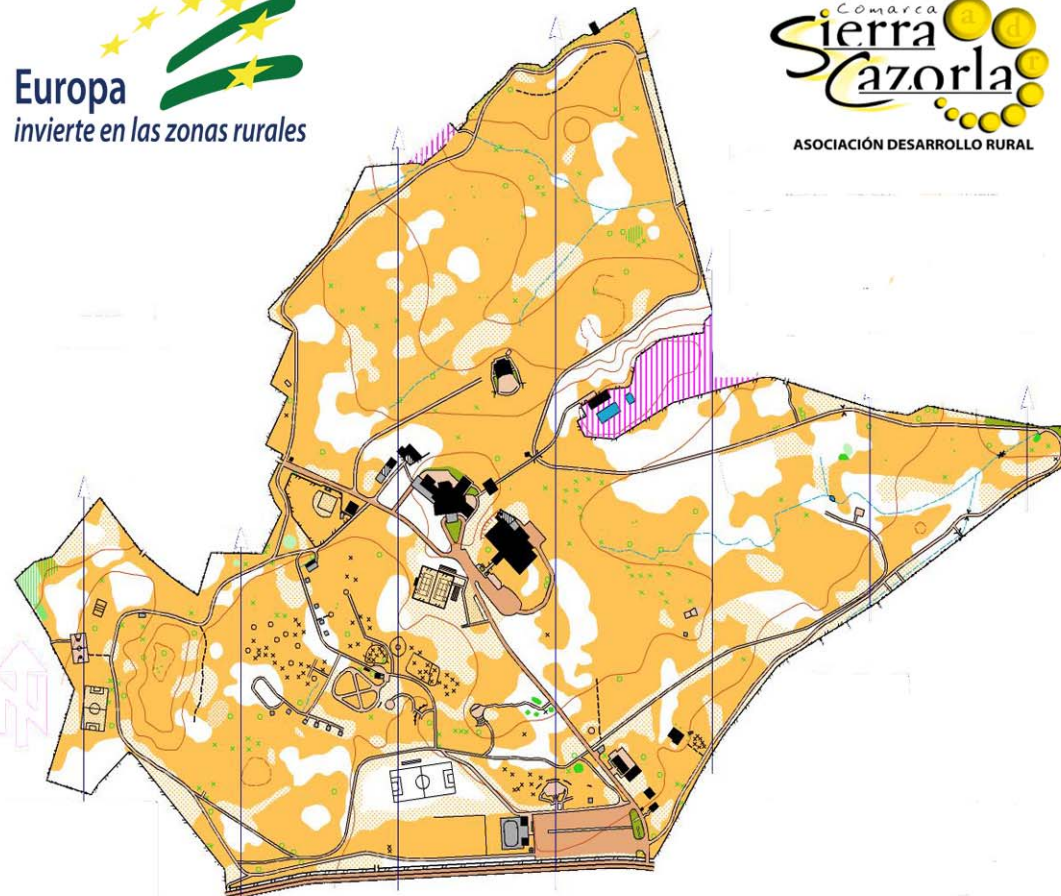 Europa
invierte en las zonas rurales
Comarca
Sierra
Cazorla
a d r
ASOCIACIÓN DESARROLLO RURAL